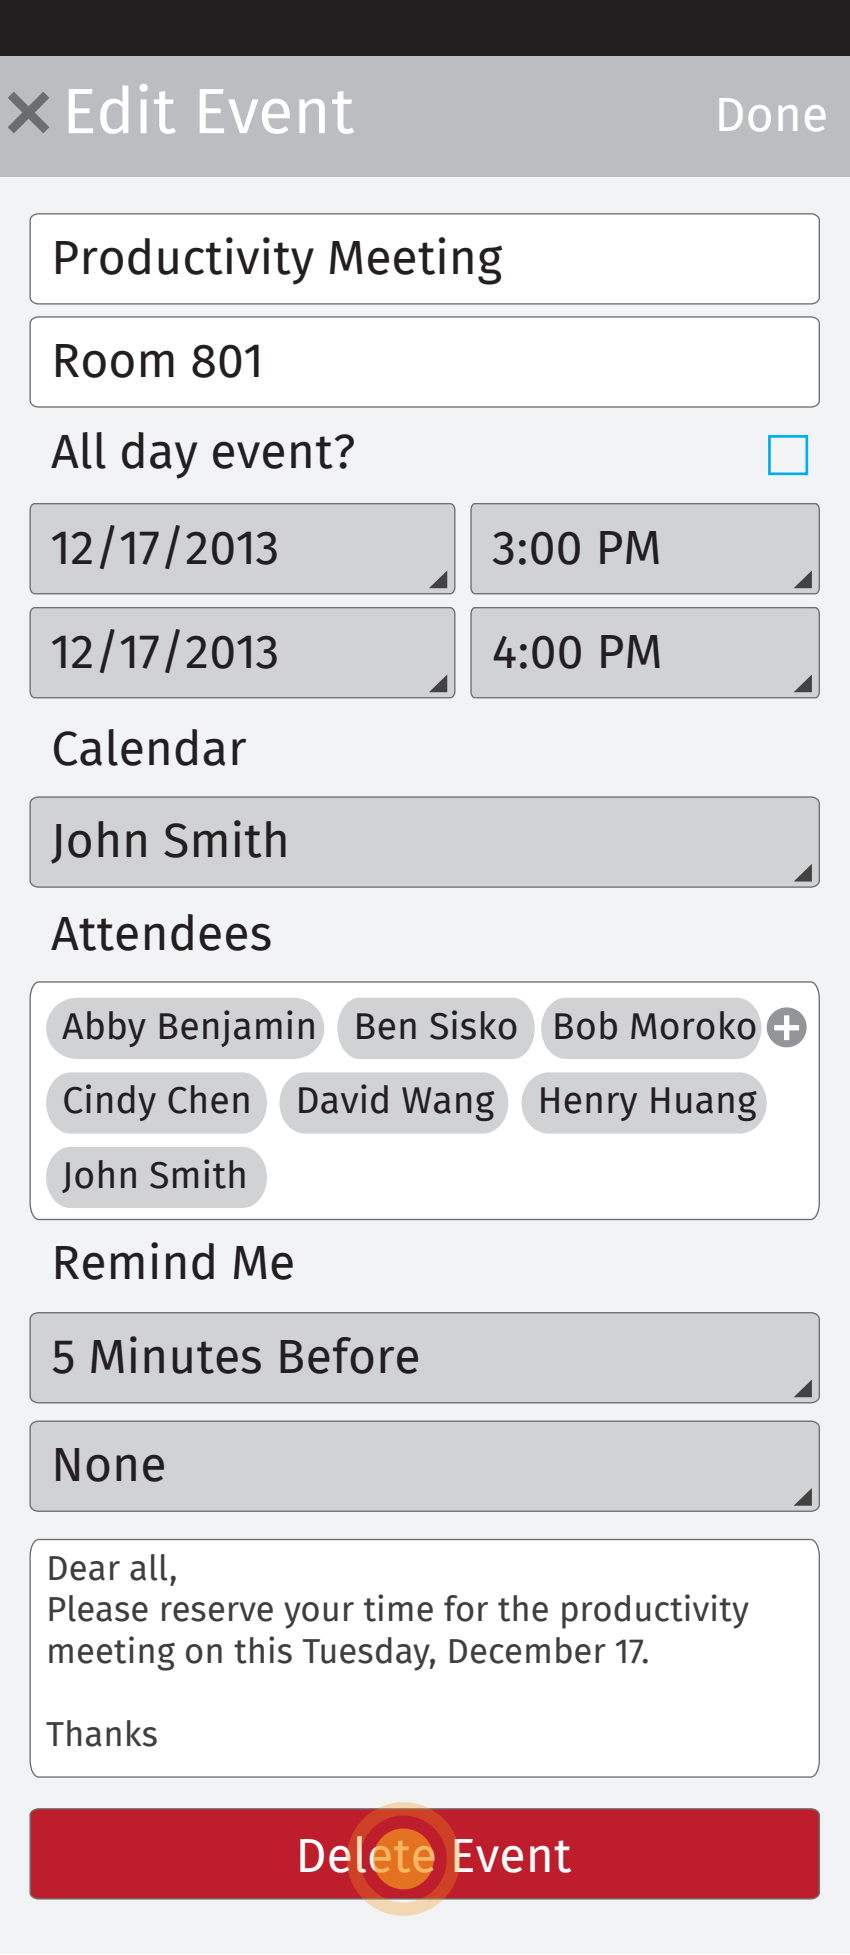 Edit Event
Done
Productivity Meeting
Room 801
All day event?
12/17/2013
3:00 PM
12/17/2013
4:00 PM
Calendar
John Smith
Attendees
Abby Benjamin Ben Sisko Bob Moroko
Cindy Chen David Wang Henry Huang
John Smith
Remind Me
5 Minutes Before
None
Dear all,
Please reserve your time for the productivity
meeting on this Tuesday, December 17.
Thanks
Delete Event